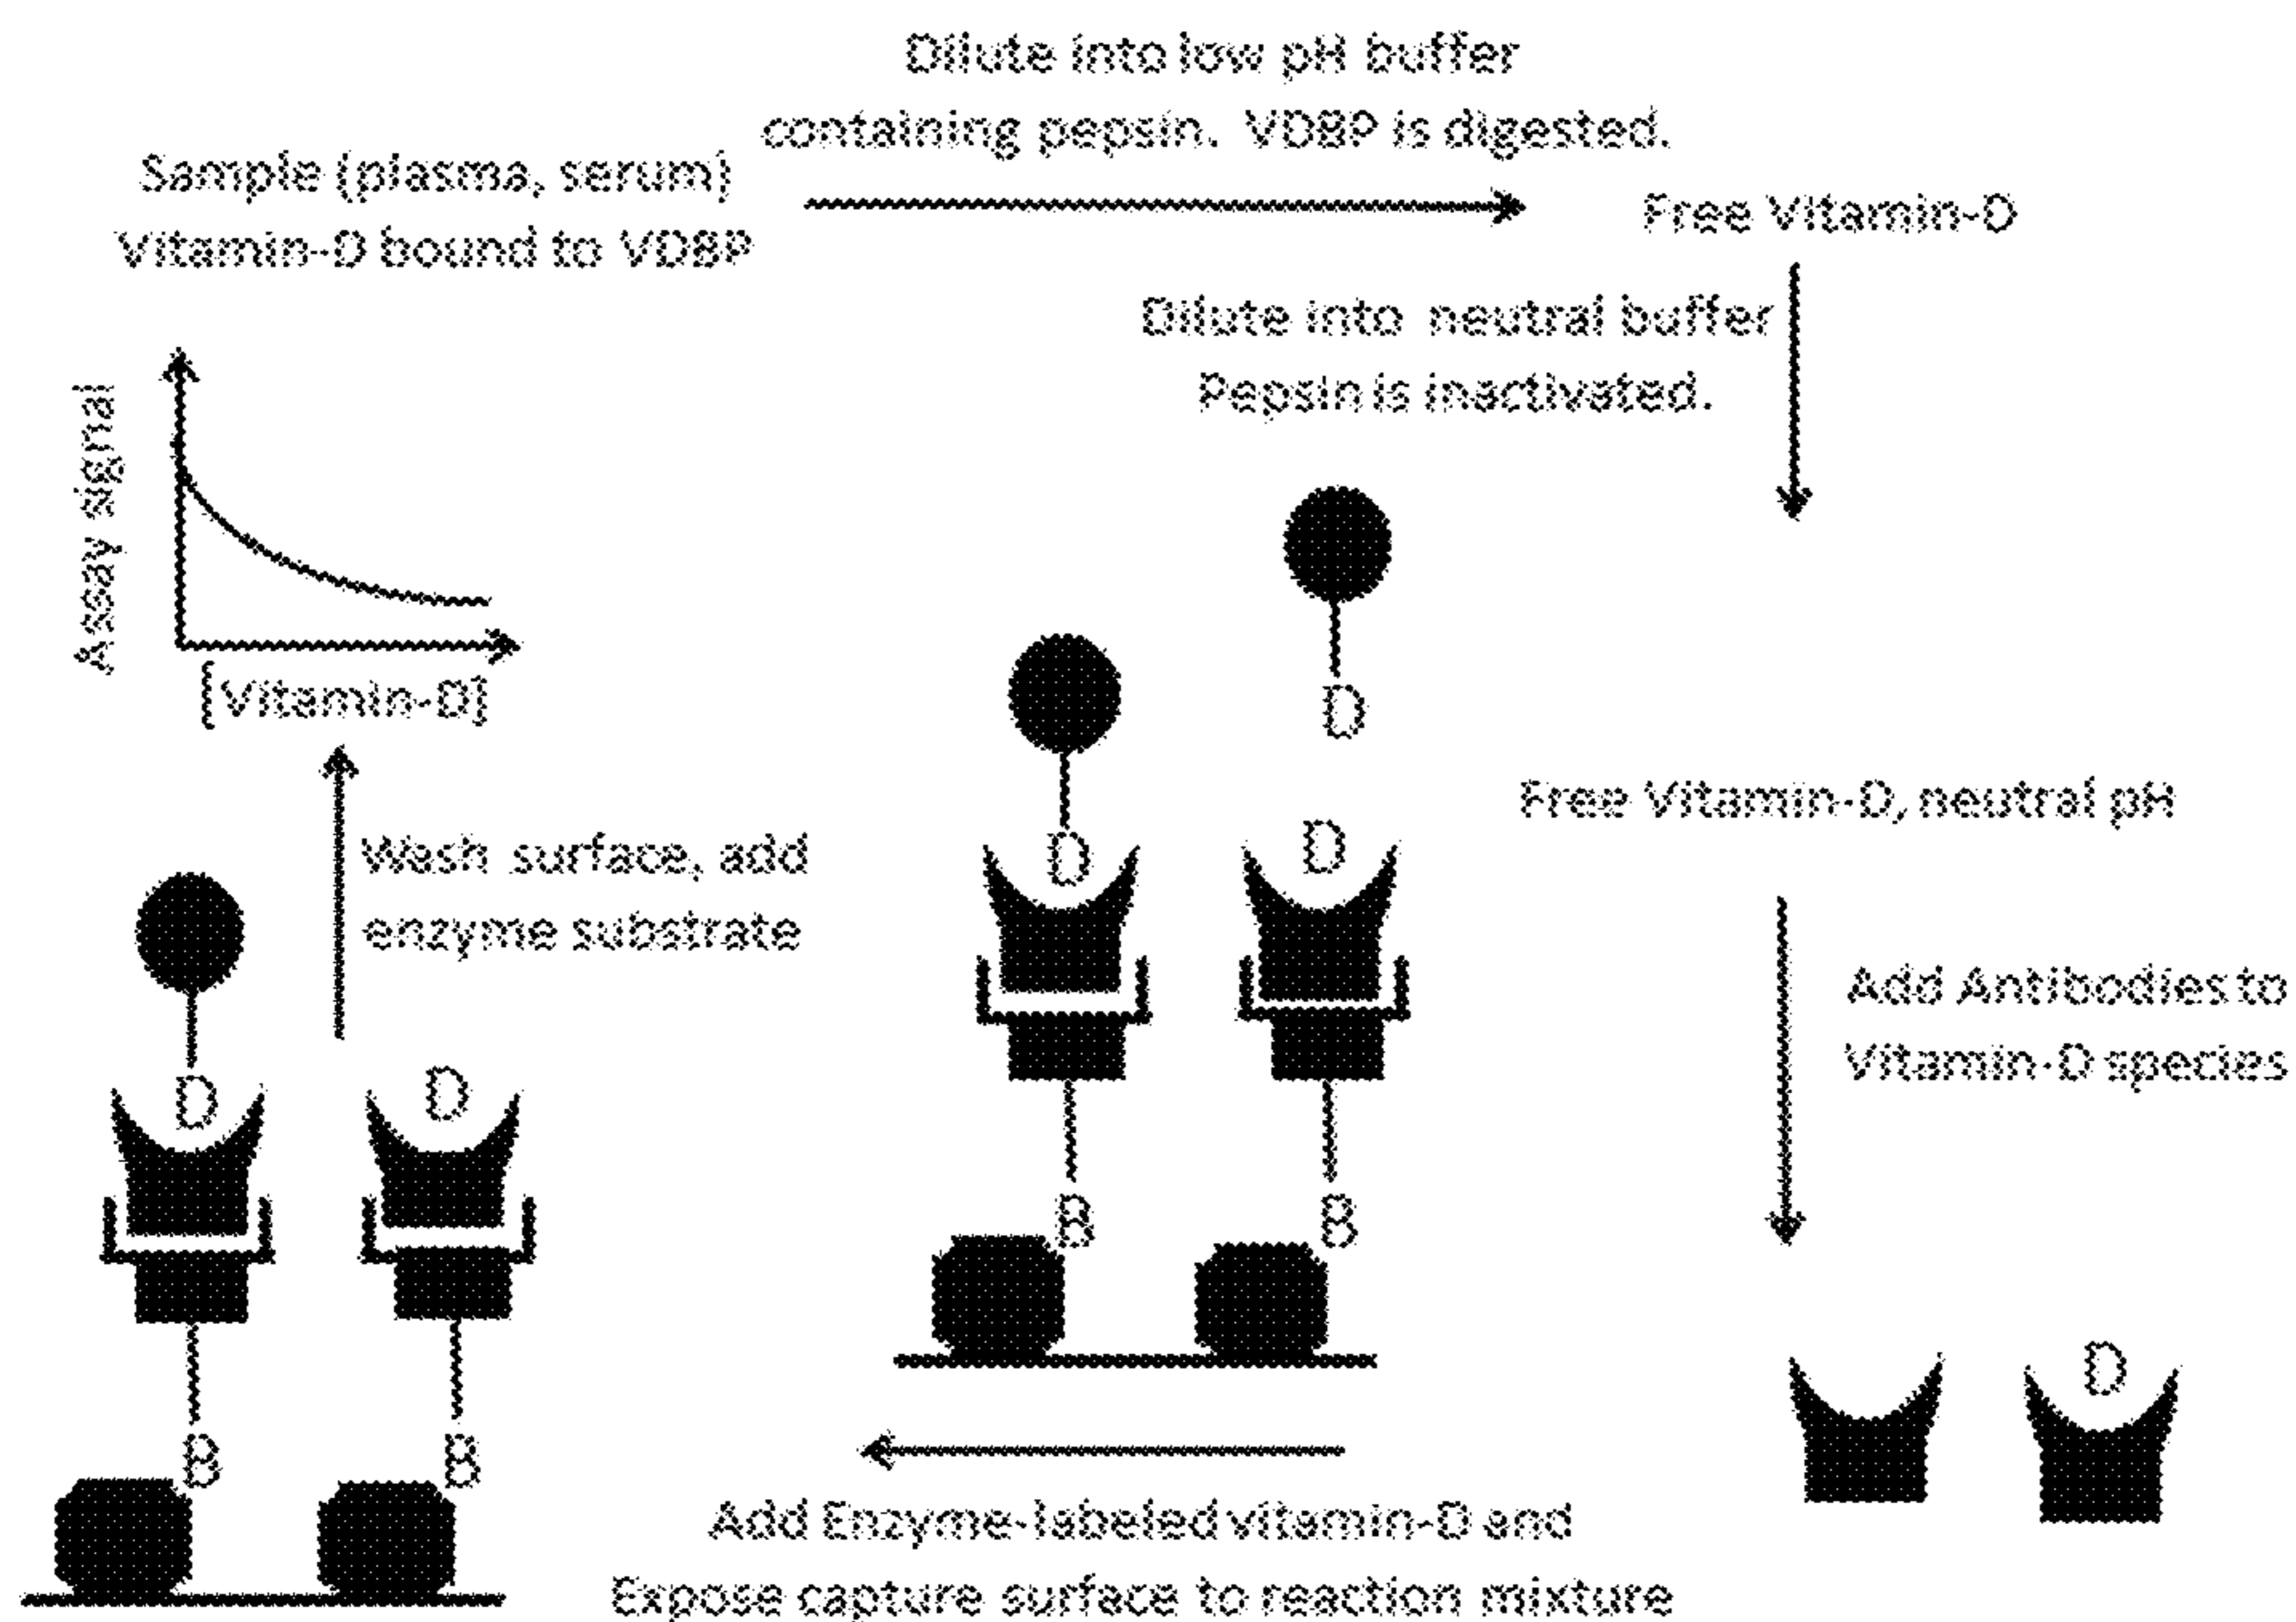 Dilute into low pH buffer
containing pepsin. VDBP is digested.
Sample (plasma, serum)
Vitamin-D bound to VDBP
Free Vitamin-D
Dilute into neutral buffer
Pepsin is inactivated.
Assay signal
[Vitamin-D]
D
D
D
Free Vitamin-D, neutral pH
Wash surface, add
enzyme substrate
Add Antibodies to
Vitamin-D species
D
D
B
B
D
B
B
Add Enzyme-labeled vitamin-D and
Expose capture surface to reaction mixture